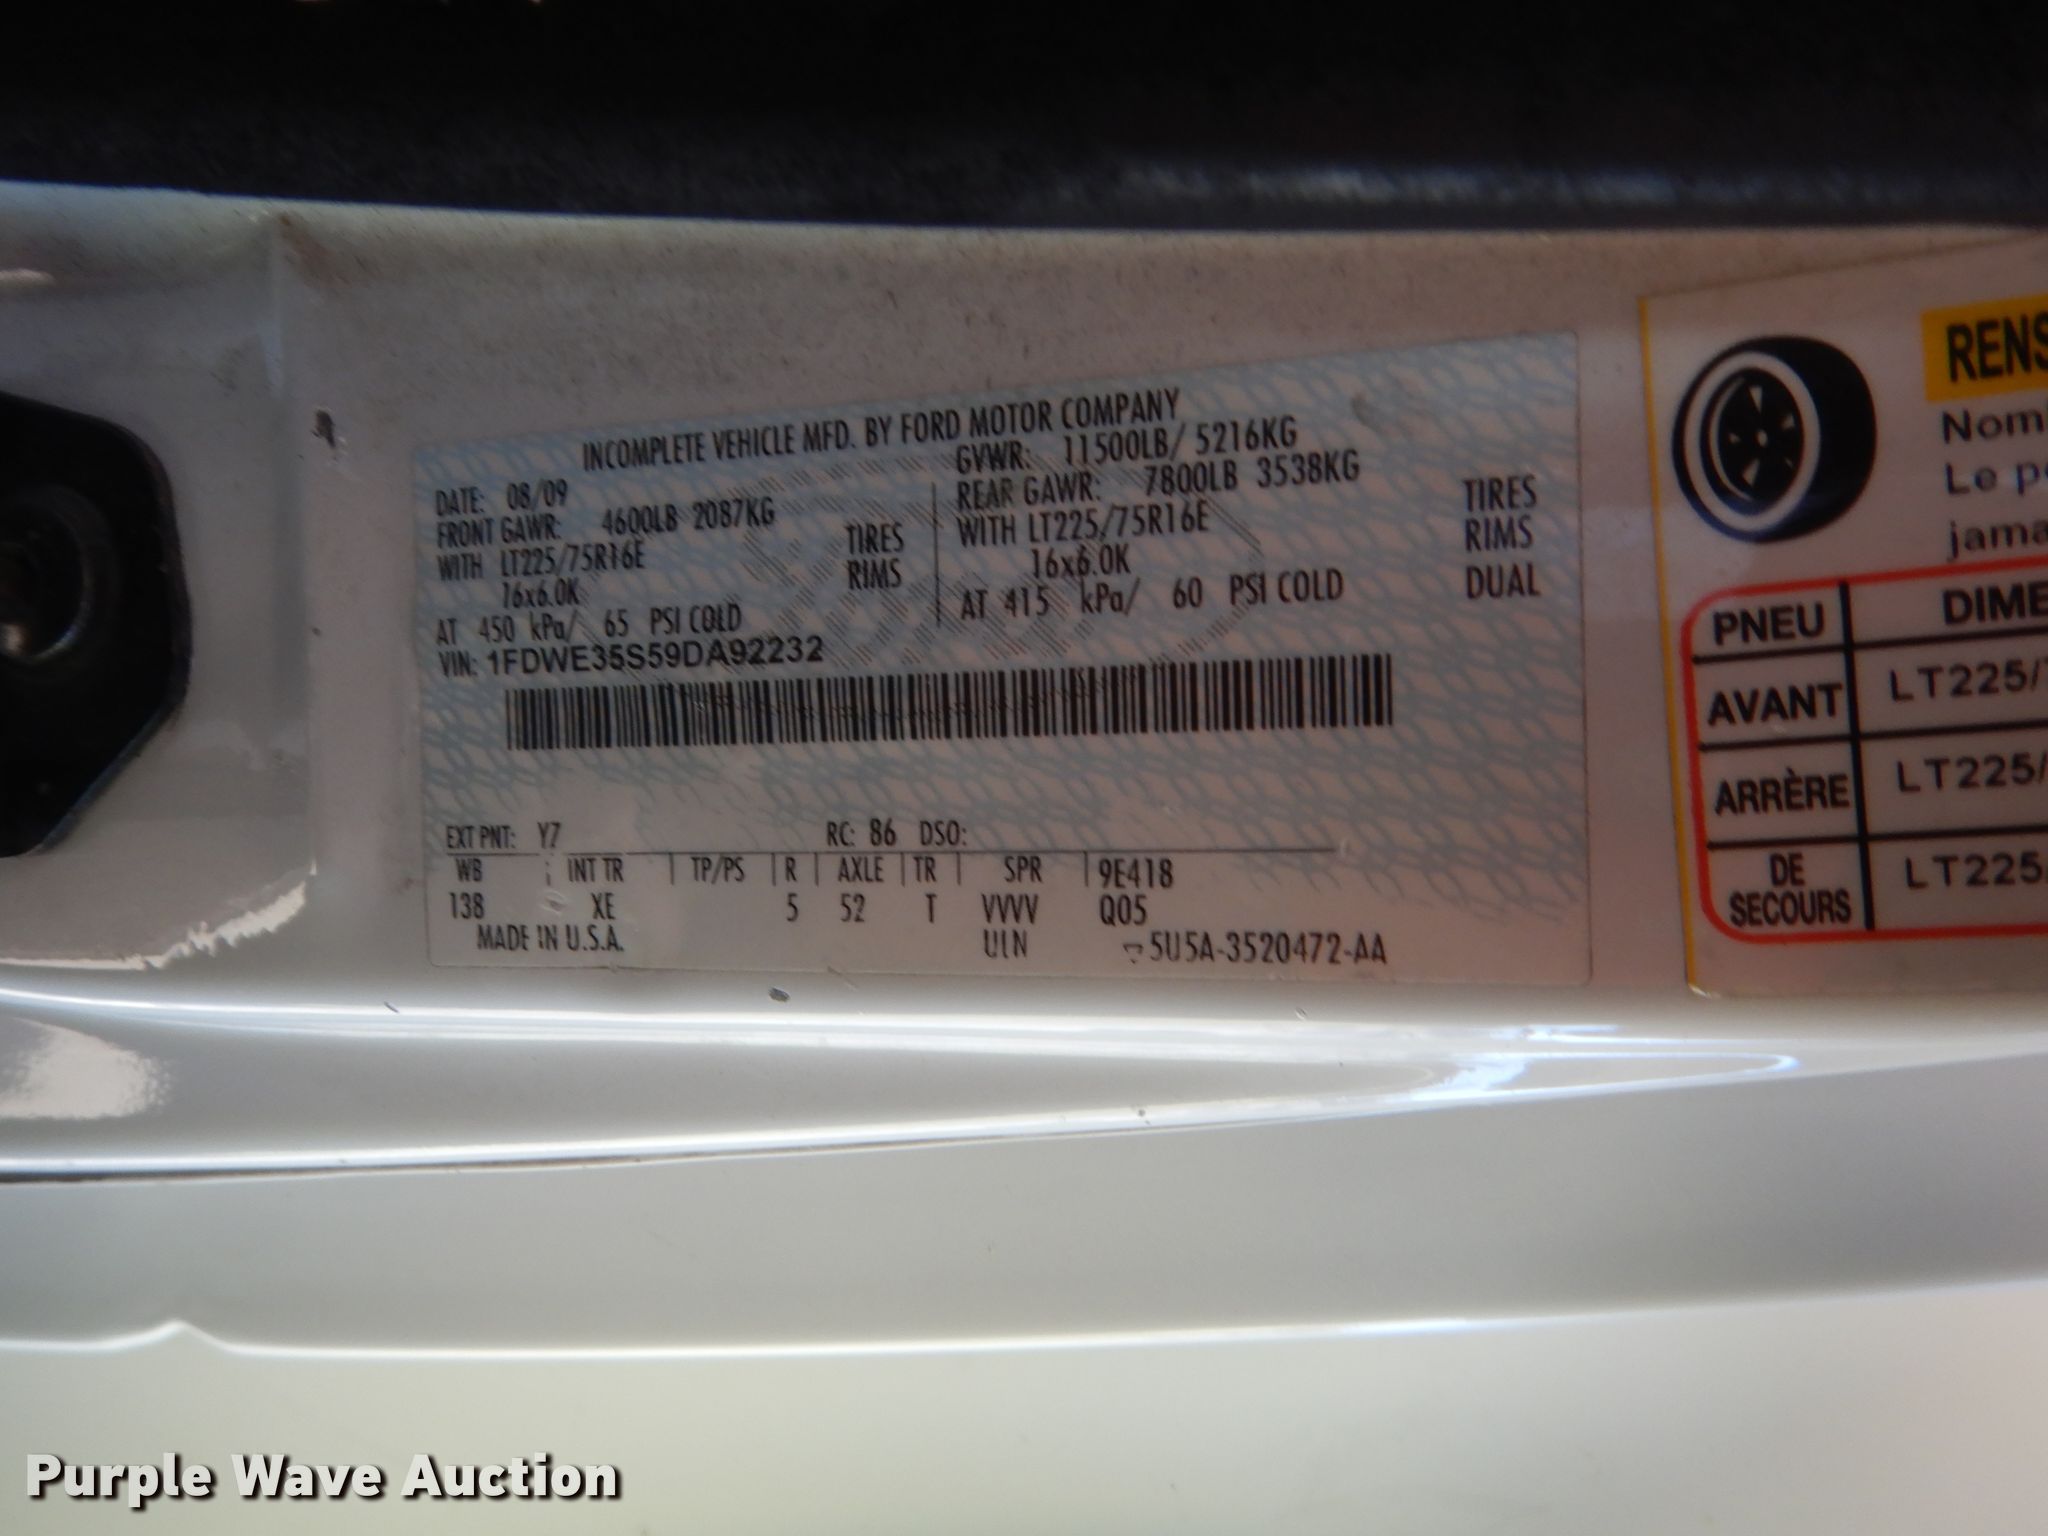 INCOMPLETE VEHICLE MFD. BY FORD MOTOR COMPANY
DATE: 08/09
GVWR: 11500LB/ 5216KG
FRONT GAWR: 4600LB 2087KG
REAR GAWR: 7800LB 3538KG
WITH LT225/75R16E TIRES
WITH LT225/75R16E TIRES
16x6.0K RIMS
16x6.0K RIMS
AT 450 kPa/ 65 PSI COLD
AT 415 kPa/ 60 PSI COLD DUAL
VIN: 1FDWE35S59DA92232
EXT PNT: Y7 RC: 86 DSO:
WB INT TR TP/PS R AXLE TR SPR 9E418
138 XE 5 52 T VVVV Q05
MADE IN U.S.A. ULN 5U5A-3520472-AA
RENS
Nom
Le p
jama
PNEU DIME
AVANT LT225/
ARRÈRE LT225/
DE SECOURS LT225/
Purple Wave Auction